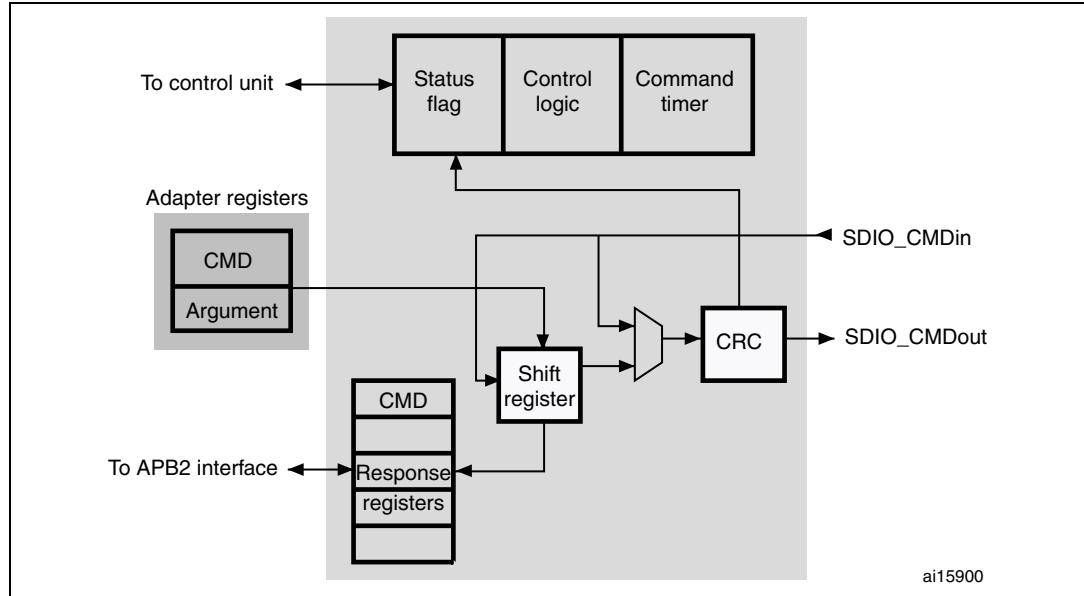 To control unit
Status
flag
Control
logic
Command
timer
Adapter registers
CMD
Argument
SDIO_CMDin
SDIO_CMDout
CRC
Shift
register
CMD
Response
registers
To APB2 interface
ai15900